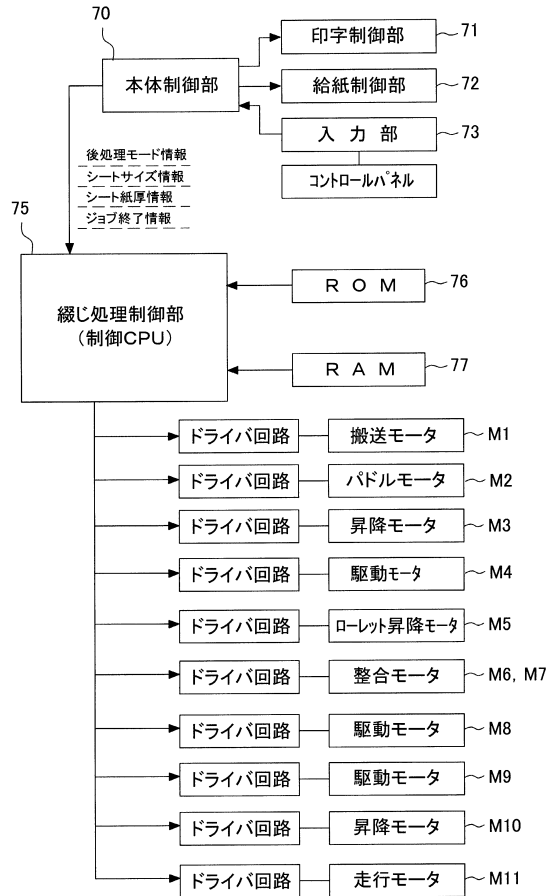 70
本体制御部
印字制御部 71
給紙制御部 72
入力部 73
コントロールパネル
後処理モード情報
シートサイズ情報
シート紙厚情報
ジョブ終了情報
75
綴じ処理制御部
(制御CPU)
ROM 76
RAM 77
ドライバ回路 搬送モータ M1
ドライバ回路 パドルモータ M2
ドライバ回路 昇降モータ M3
ドライバ回路 駆動モータ M4
ドライバ回路 ローレット昇降モータ M5
ドライバ回路 整合モータ M6, M7
ドライバ回路 駆動モータ M8
ドライバ回路 駆動モータ M9
ドライバ回路 昇降モータ M10
ドライバ回路 走行モータ M11